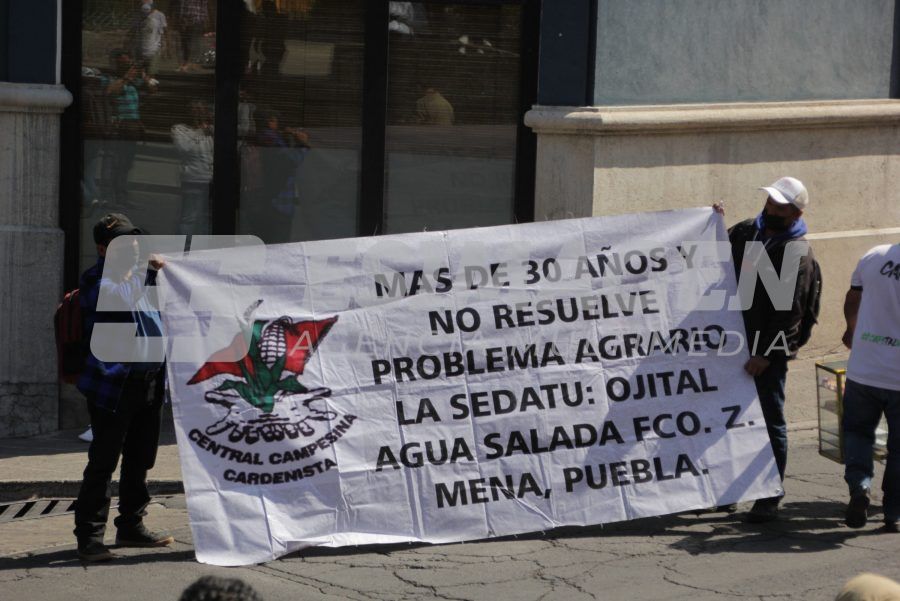 MAS DE 30 AÑOS Y
NO RESUELVE
PROBLEMA AGRARIO
LA SEDATU: OJITAL
AGUA SALADA FCO. Z.
MENA, PUEBLA.
CENTRAL CAMPESINA
CARDENISTA